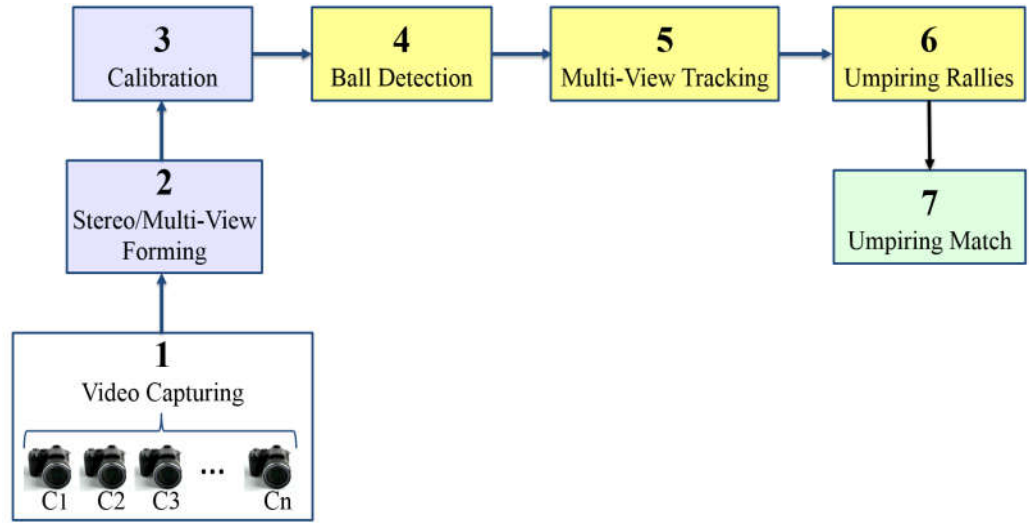 3
Calibration
4
Ball Detection
5
Multi-View Tracking
6
Umpiring Rallies
2
Stereo/Multi-View
Forming
7
Umpiring Match
1
Video Capturing
...
C1 C2 C3 Cn